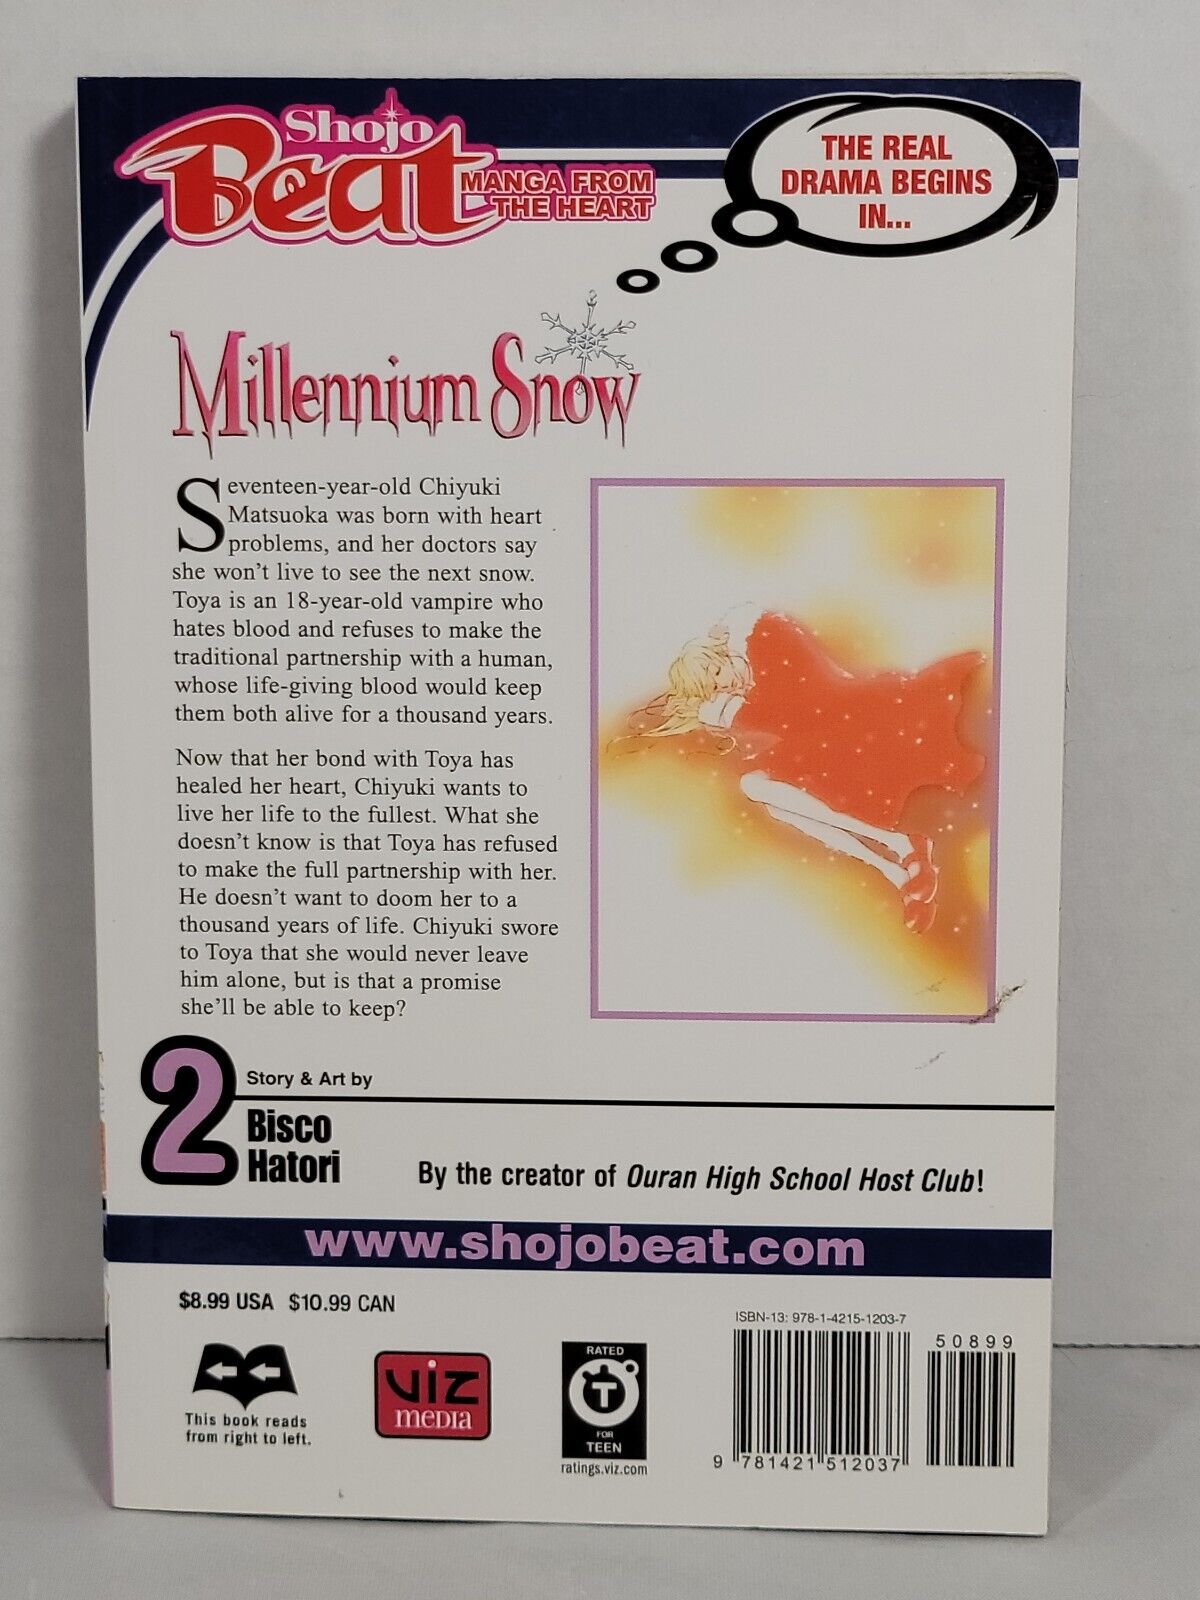 Shojo
Beat
MANGA FROM
THE HEART
THE REAL
DRAMA BEGINS
IN...
Millennium Snow
Seventeen-year-old Chiyuki
Matsuoka was born with heart
problems, and her doctors say
she won't live to see the next snow.
Toya is an 18-year-old vampire who
hates blood and refuses to make the
traditional partnership with a human,
whose life-giving blood would keep
them both alive for a thousand years.
Now that her bond with Toya has
healed her heart, Chiyuki wants to
live her life to the fullest. What she
doesn't know is that Toya has refused
to make the full partnership with her.
He doesn't want to doom her to a
thousand years of life. Chiyuki swore
to Toya that she would never leave
him alone, but is that a promise
she'll be able to keep?
2
Story & Art by
Bisco
Hatori
By the creator of Ouran High School Host Club!
www.shojobeat.com
$8.99 USA $10.99 CAN
This book reads
from right to left.
VIZ
MEDIA
RATED
T
FOR
TEEN
ratings.viz.com
ISBN-13: 978-1-4215-1203-7
50899
9 781421 512037